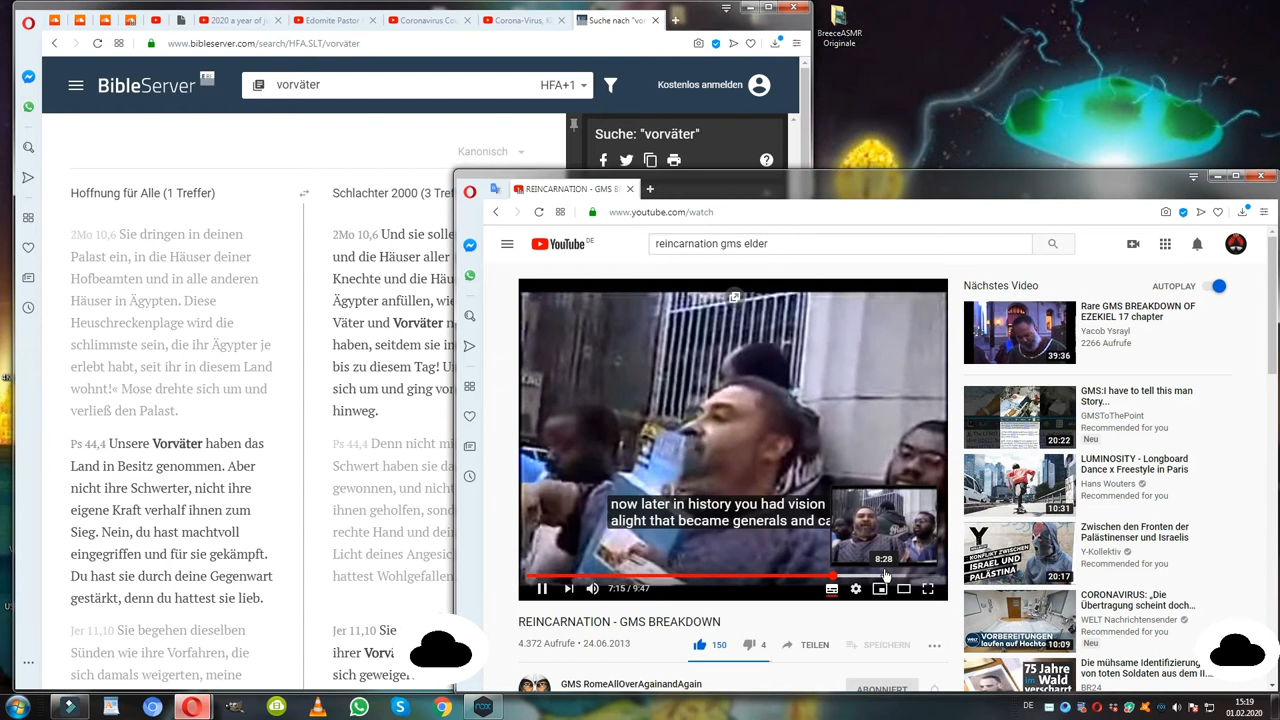 2020 a year of ju
Edomite Pastor
Coronavirus Cou
Corona-Virus, K
Suche nach "vor
www.bibleserver.com/search/HFA.SLT/vorväter
BibleServer
vorväter
HFA+1
Kostenlos anmelden
Kanonisch
Suche: "vorväter"
Hoffnung für Alle (1 Treffer)
2Mo 10,6 Sie dringen in deinen
Palast ein, in die Häuser deiner
Hofbeamten und in alle anderen
Häuser in Ägypten. Diese
Heuschreckenplage wird die
schlimmste sein, die ihr Ägypter je
erlebt habt, seit ihr in diesem Land
wohnt!« Mose drehte sich um und
verließ den Palast.
Ps 44,4 Unsere Vorväter haben das
Land in Besitz genommen. Aber
nicht ihre Schwerter, nicht ihre
eigene Kraft verhalf ihnen zum
Sieg. Nein, du hast machtvoll
eingegriffen und für sie gekämpft.
Du hast sie durch deine Gegenwart
gestärkt, denn du hattest sie lieb.
Jer 11,10 Sie begehen dieselben
Sünden wie ihre Vorfahren, die
sich damals weigerten, meine
Schlachter 2000 (3 Tref
2Mo 10,6 Und sie solle
und die Häuser aller
Knechte und die Häu
Ägypter anfüllen, wie
Väter und Vorväter n
haben, seitdem sie im
bis zu diesem Tag! U
sich um und ging vor
hinweg.
Ps 44,4 Denn nicht m
Schwert haben sie da
gewonnen, und nicht
ihnen geholfen, sond
rechte Hand und dei
Licht deines Angesic
hattest Wohlgefallen
Jer 11,10 Sie
ihrer Vorv
sich geweiger
BreeceASMR
Originale
REINCARNATION - GMS B
www.youtube.com/watch
YouTube DE
reincarnation gms elder
now later in history you had vision
alight that became generals and ca
8:28
7:15 / 9:47
REINCARNATION - GMS BREAKDOWN
4.372 Aufrufe • 24.06.2013
150
4
TEILEN
SPEICHERN
GMS RomeAllOverAgainandAgain
ABONNIERT
Nächstes Video
AUTOPLAY
39:36
Rare GMS BREAKDOWN OF
EZEKIEL 17 chapter
Yacob Ysrayl
2266 Aufrufe
20:22
GMS:I have to tell this man
Story...
GMSToThePoint
Recommended for you
Neu
10:31
LUMINOSITY - Longboard
Dance x Freestyle in Paris
Hans Wouters
Recommended for you
KONFLIKT ZWISCHEN
ISRAEL UND
PALÄSTINA
20:17
Zwischen den Fronten der
Palästinenser und Israelis
Y-Kollektiv
Recommended for you
VORBEREITUNGEN
laufen auf Hochto
10:09
CORONAVIRUS: „Die
Übertragung scheint doch...
WELT Nachrichtensender
Recommended for you
Neu
75 Jahre
im Wald
verscharrt
Die mühsame Identifizierung
von toten Soldaten aus dem II...
BR24
Recommended for you
DE
15:19
01.02.2020